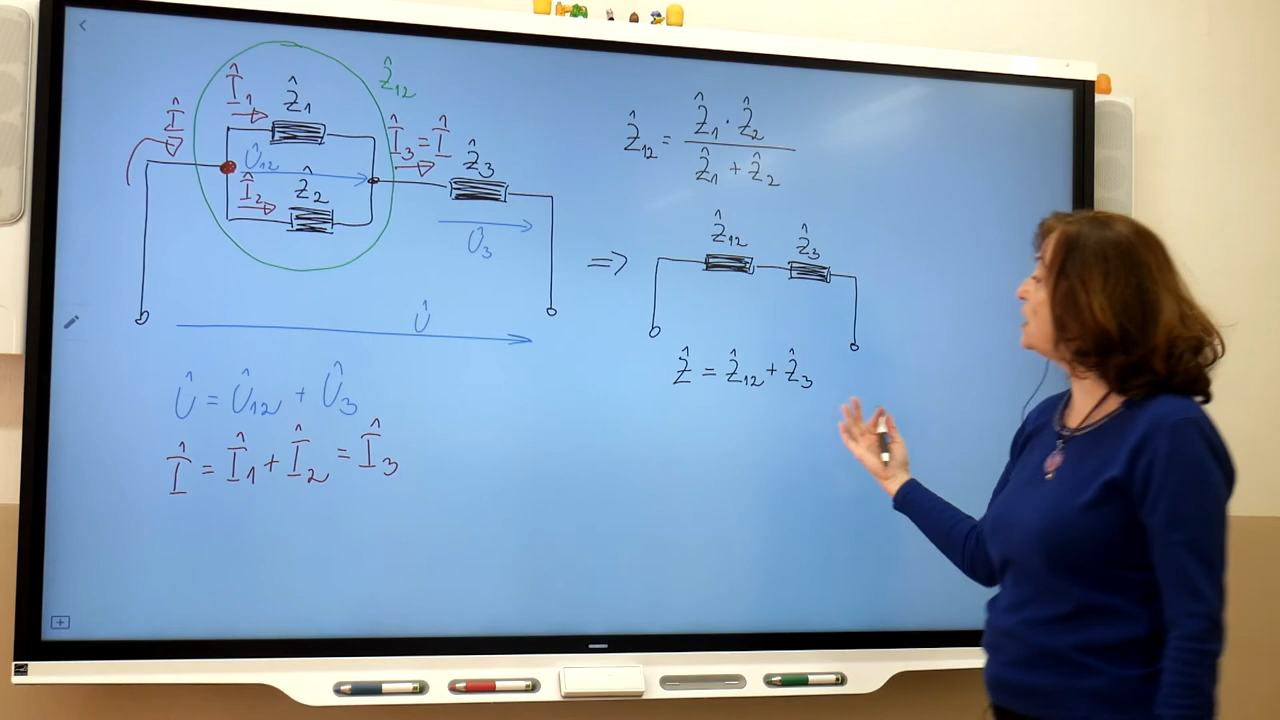 Î
Î₁
Ẑ₁
Ẑ₁₂
Û₁₂
Î₂
Ẑ₂
Î₃ = Î
Ẑ₃
Û₃
Û
Û = Û₁₂ + Û₃
Î = Î₁ + Î₂ = Î₃
Ẑ₁₂ = (Ẑ₁ · Ẑ₂) / (Ẑ₁ + Ẑ₂)
=> Ẑ₁₂ Ẑ₃
Ẑ = Ẑ₁₂ + Ẑ₃